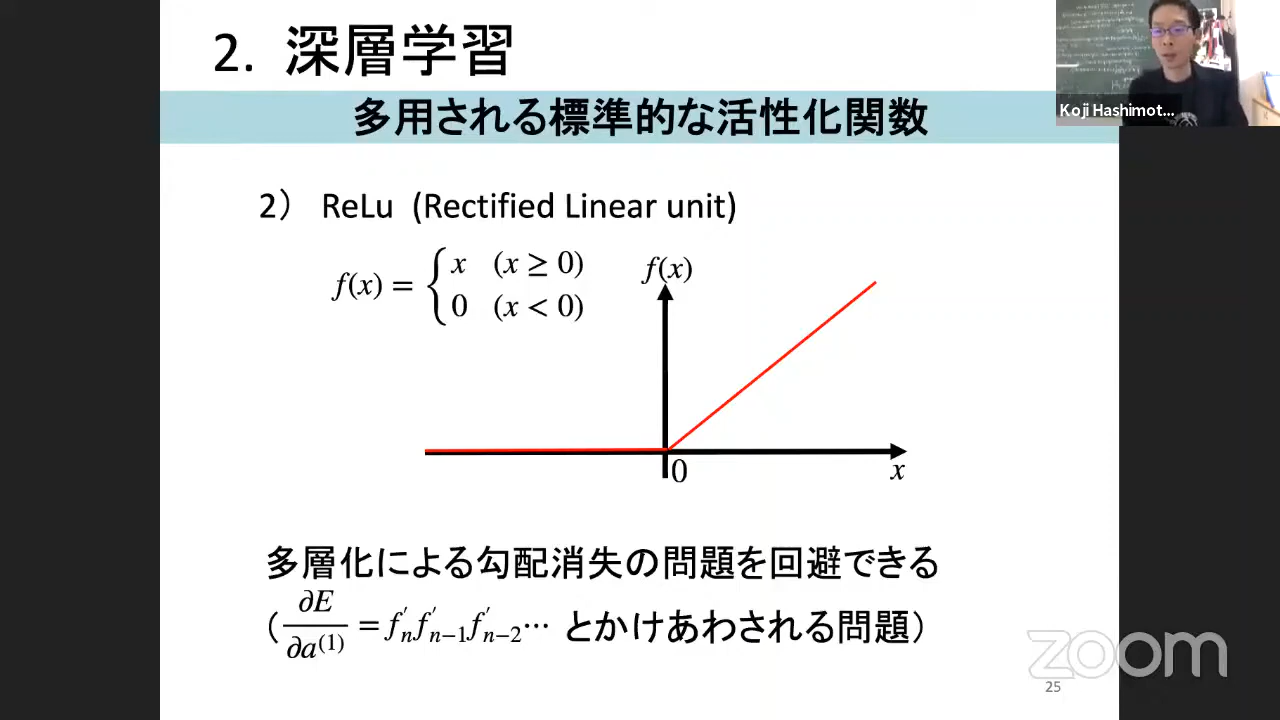 2. 深層学習
多用される標準的な活性化関数
Koji Hashimot...
2） ReLu (Rectified Linear unit)
f(x) = { x (x ≥ 0)
0 (x < 0)
f(x)
0
x
多層化による勾配消失の問題を回避できる
(∂E/∂a⁽¹⁾ = f′ₙf′ₙ₋₁f′ₙ₋₂··· とかけあわされる問題)
zoom
25